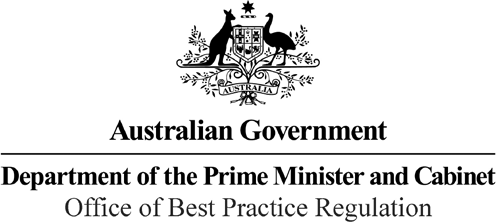 AUSTRALIA
Australian Government
Department of the Prime Minister and Cabinet
Office of Best Practice Regulation